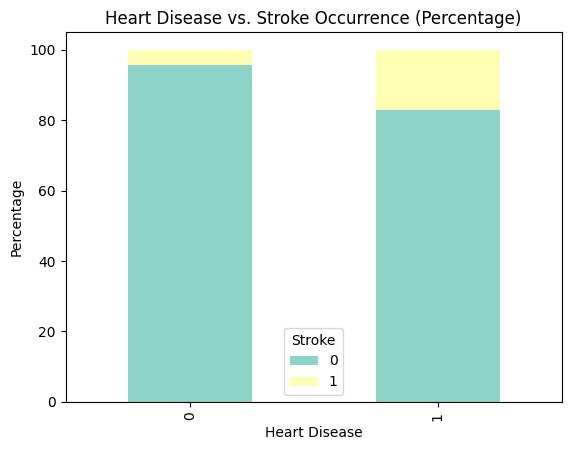 Heart Disease vs. Stroke Occurrence (Percentage)
100
80
60
40
20
0
Percentage
Stroke
0
1
0
1
Heart Disease